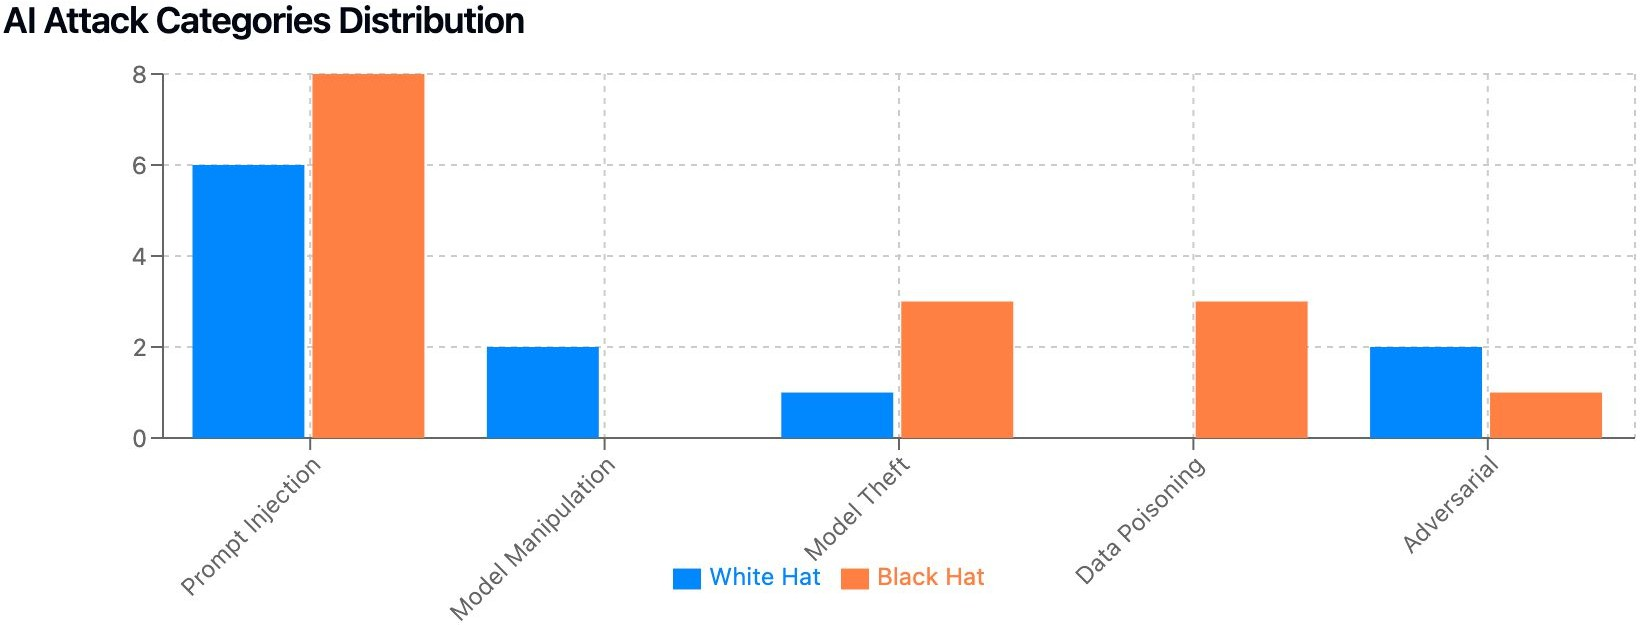 AI Attack Categories Distribution
8
6
4
2
0
Prompt Injection
Model Manipulation
Model Theft
Data Poisoning
Adversarial
White Hat
Black Hat